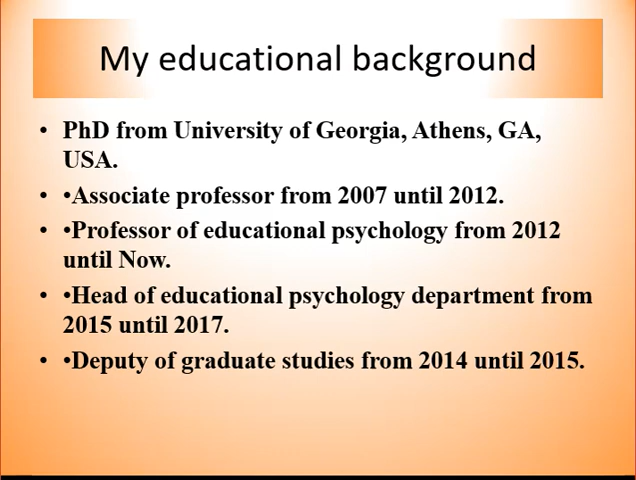 My educational background
• PhD from University of Georgia, Athens, GA,
USA.
• •Associate professor from 2007 until 2012.
• •Professor of educational psychology from 2012
until Now.
• •Head of educational psychology department from
2015 until 2017.
• •Deputy of graduate studies from 2014 until 2015.